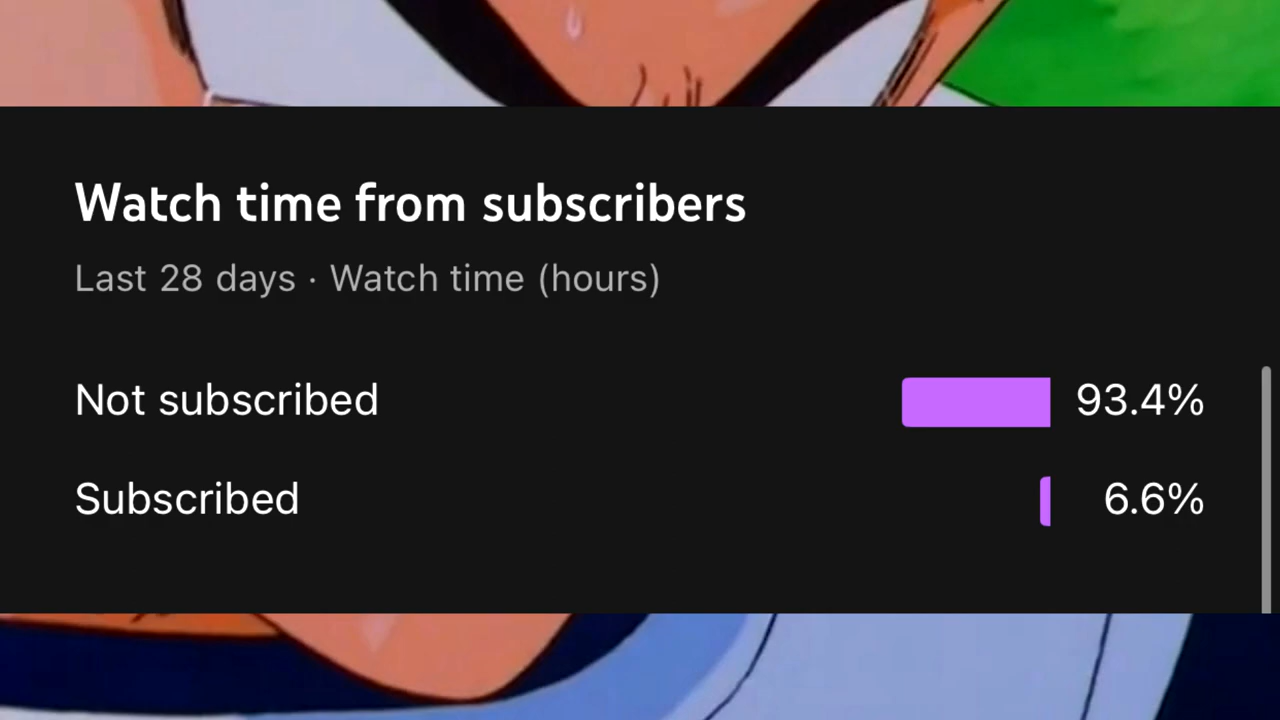 Watch time from subscribers
Last 28 days · Watch time (hours)
Not subscribed 93.4%
Subscribed 6.6%